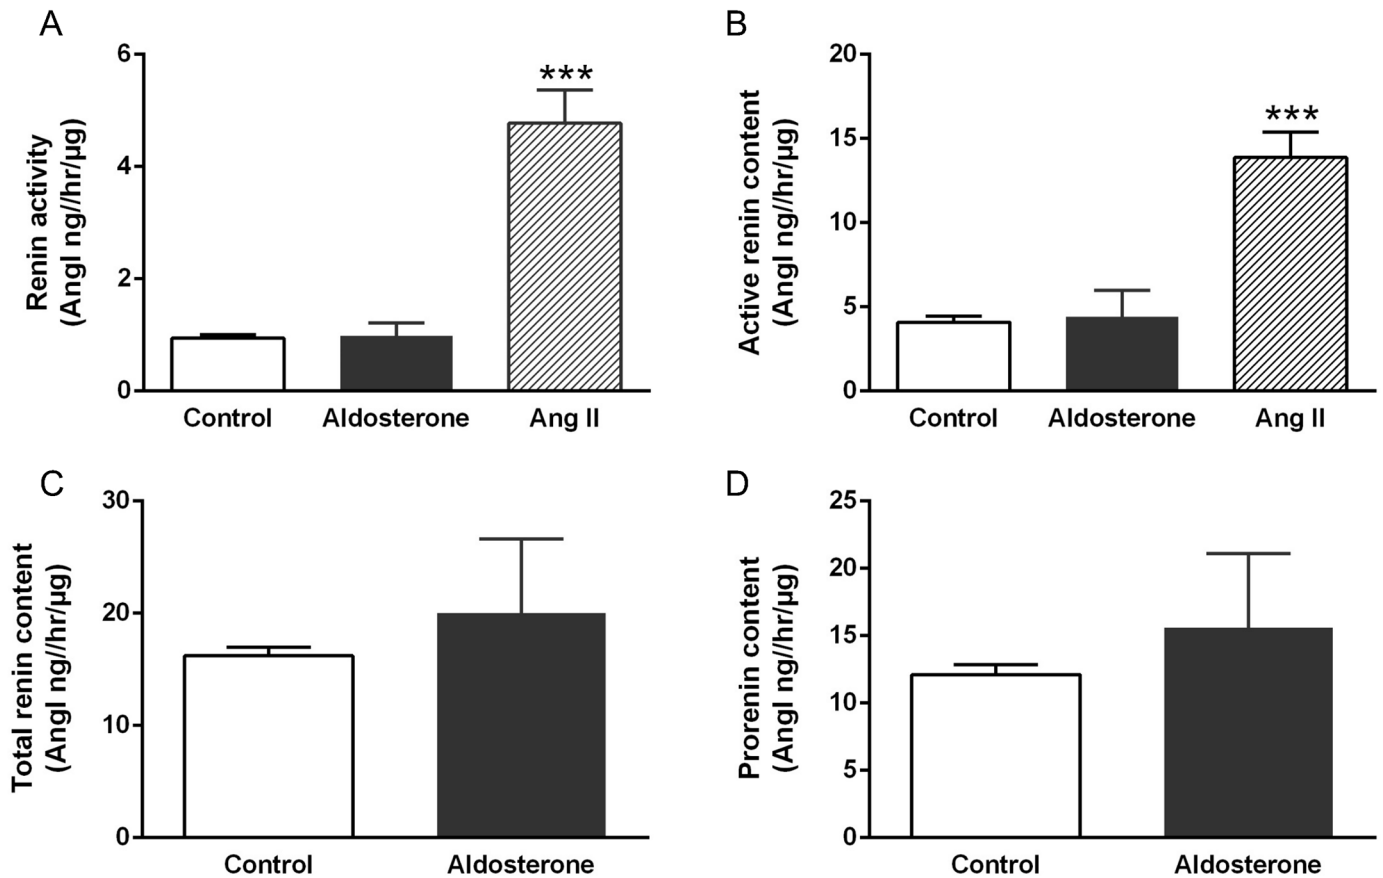 A
Renin activity
(AngI ng//hr/µg)
6
4
2
0
***
Control
Aldosterone
Ang II
B
Active renin content
(AngI ng//hr/µg)
20
15
10
5
0
***
Control
Aldosterone
Ang II
C
Total renin content
(AngI ng//hr/µg)
30
20
10
0
Control
Aldosterone
D
Prorenin content
(AngI ng//hr/µg)
25
20
15
10
5
0
Control
Aldosterone